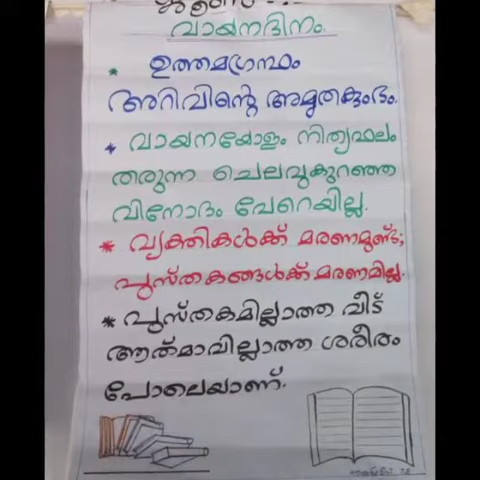 വായനദിനം.
* ഉത്തമഗ്രന്ഥം
അറിവിന്റെ അമൃതകുംഭം.
* വായനയോളം നിത്യഫലം
തരുന്ന ചെലവുകുറഞ്ഞ
വിനോദം വേറെയില്ല.
* വ്യക്തികൾക്ക് മരണമുണ്ട്;
പുസ്തകങ്ങൾക്ക് മരണമില്ല.
* പുസ്തകമില്ലാത്ത വീട്
ആത്മാവില്ലാത്ത ശരീരം
പോലെയാണ്.